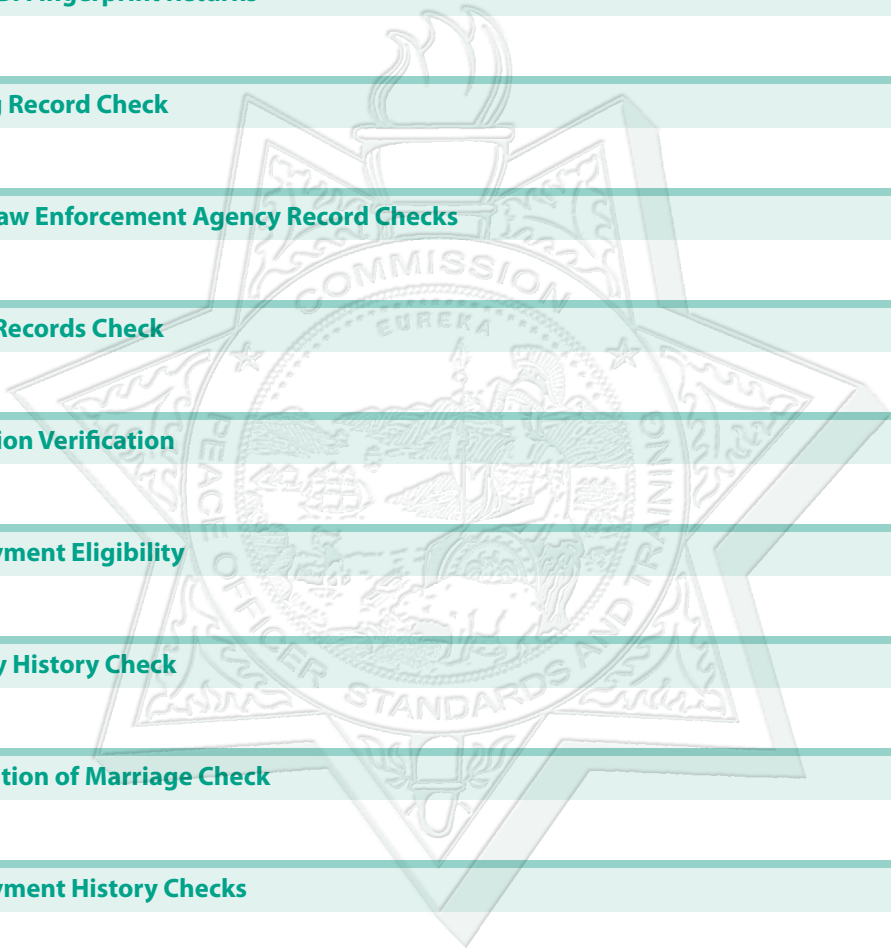 Record Check
aw Enforcement Agency Record Checks
Records Check
ion Verification
yment Eligibility
y History Check
tion of Marriage Check
yment History Checks
COMMISSION
EUREKA
PEACE OFFICER STANDARDS AND TRAINING